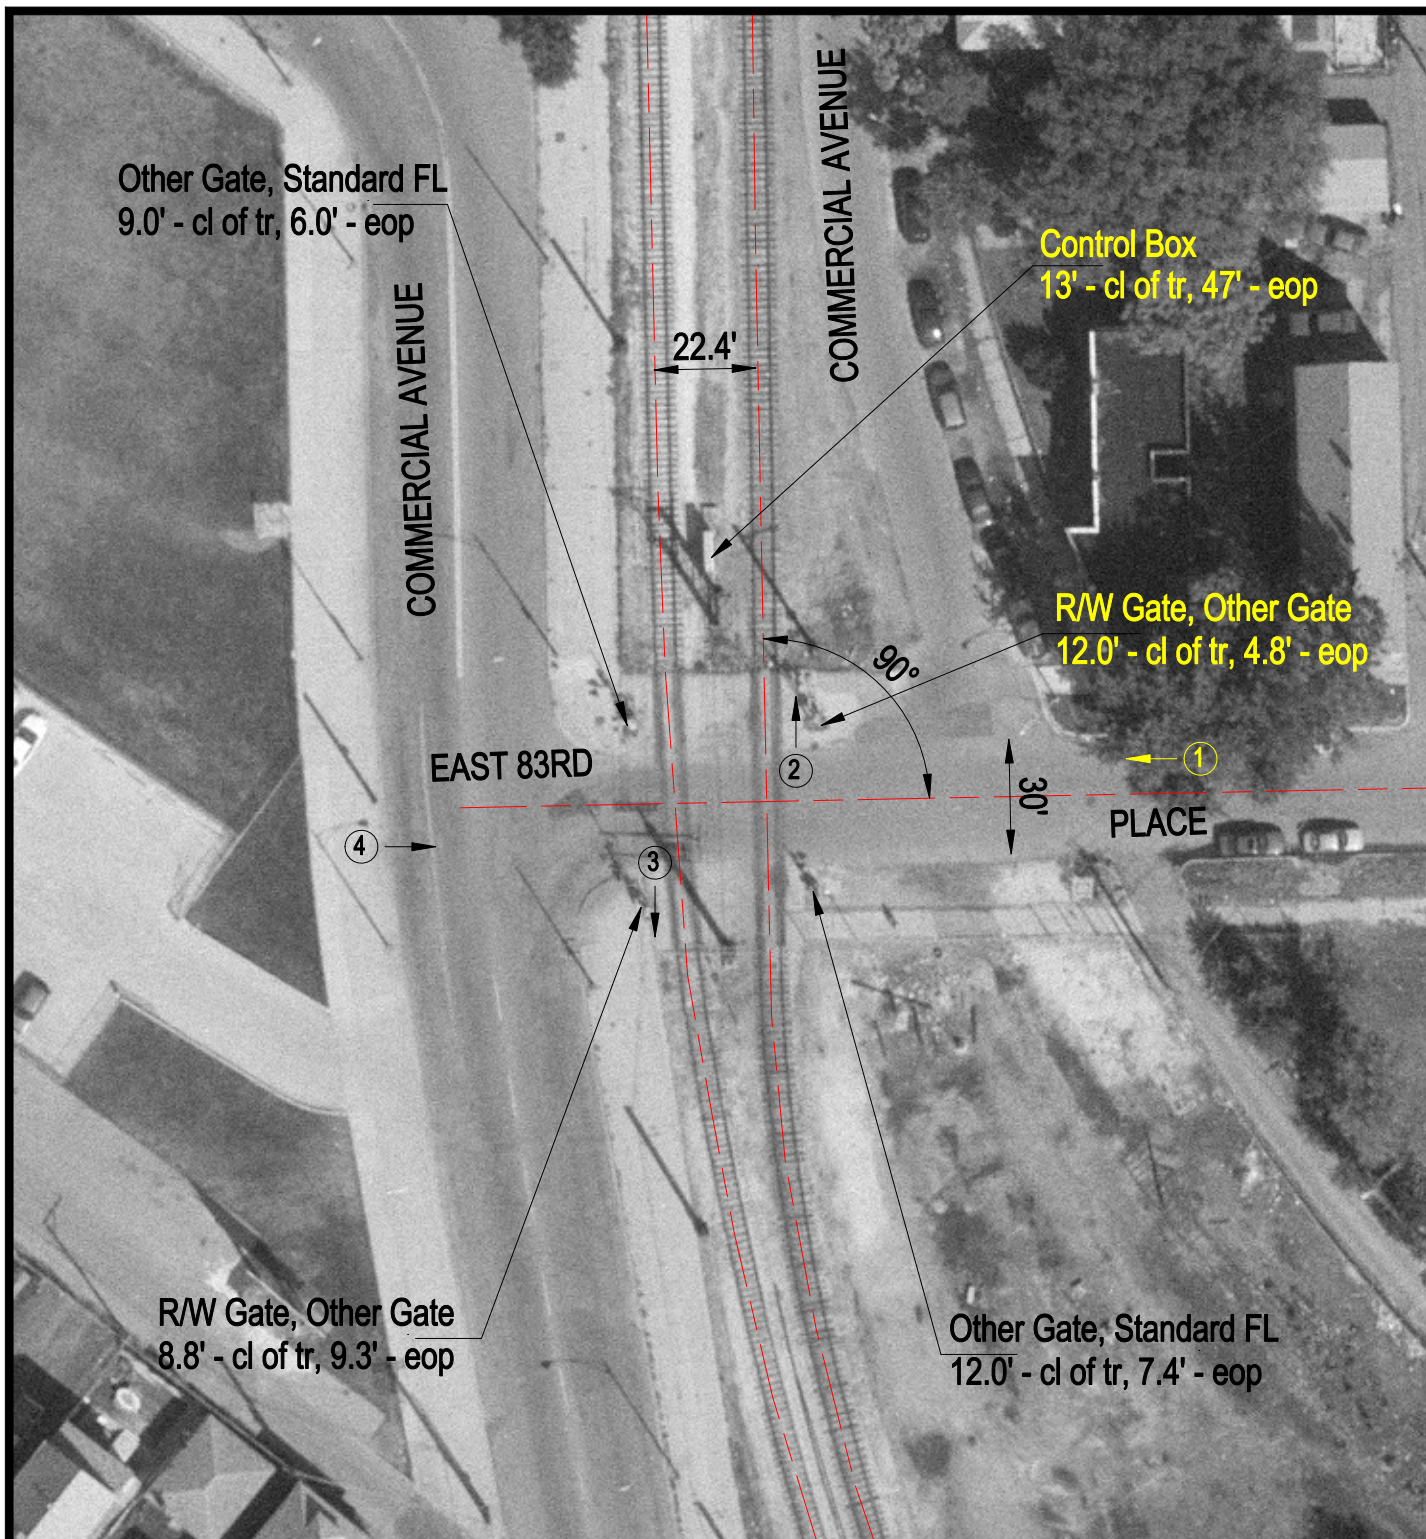 COMMERCIAL AVENUE
Other Gate, Standard FL
9.0' - cl of tr, 6.0' - eop
Control Box
13' - cl of tr, 47' - eop
COMMERCIAL AVENUE
22.4'
R/W Gate, Other Gate
12.0' - cl of tr, 4.8' - eop
90°
EAST 83RD
2
1
30'
PLACE
4
3
R/W Gate, Other Gate
8.8' - cl of tr, 9.3' - eop
Other Gate, Standard FL
12.0' - cl of tr, 7.4' - eop